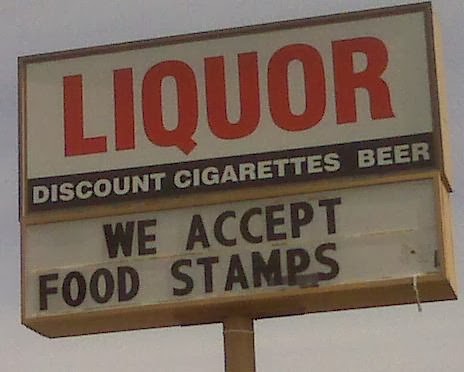 LIQUOR
DISCOUNT CIGARETTES BEER
WE ACCEPT
FOOD STAMPS